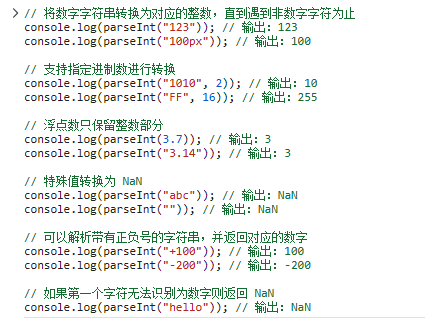 // 将数字字符串转换为对应的整数，直到遇到非数字字符为止
console.log(parseInt("123")); // 输出：123
console.log(parseInt("100px")); // 输出：100
// 支持指定进制数进行转换
console.log(parseInt("1010", 2)); // 输出：10
console.log(parseInt("FF", 16)); // 输出：255
// 浮点数只保留整数部分
console.log(parseInt(3.7)); // 输出：3
console.log(parseInt("3.14")); // 输出：3
// 特殊值转换为 NaN
console.log(parseInt("abc")); // 输出：NaN
console.log(parseInt("")); // 输出：NaN
// 可以解析带有正负号的字符串，并返回对应的数字
console.log(parseInt("+100")); // 输出：100
console.log(parseInt("-200")); // 输出：-200
// 如果第一个字符无法识别为数字则返回 NaN
console.log(parseInt("hello")); // 输出：NaN